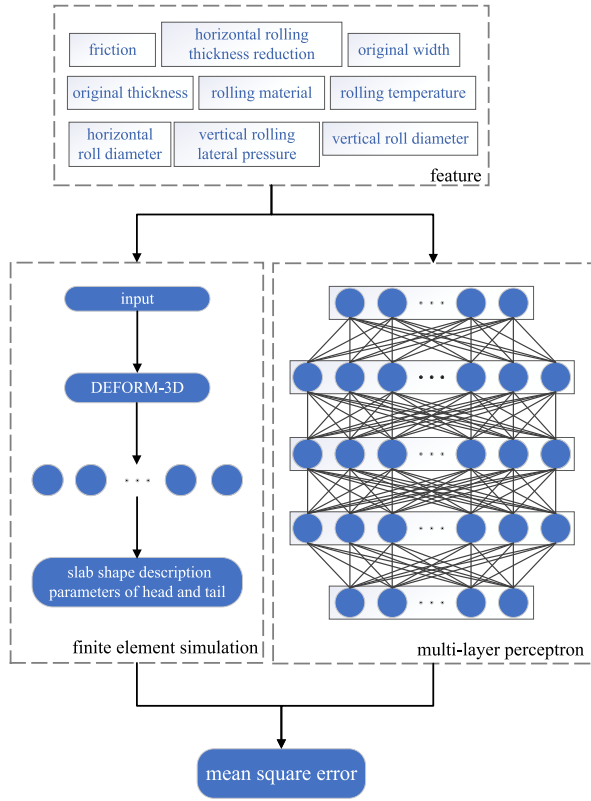 friction
horizontal rolling
thickness reduction
original width
original thickness
rolling material
rolling temperature
horizontal
roll diameter
vertical rolling
lateral pressure
vertical roll diameter
feature
input
DEFORM-3D
. . .
slab shape description
parameters of head and tail
finite element simulation
. . .
. . .
. . .
. . .
. . .
multi-layer perceptron
mean square error